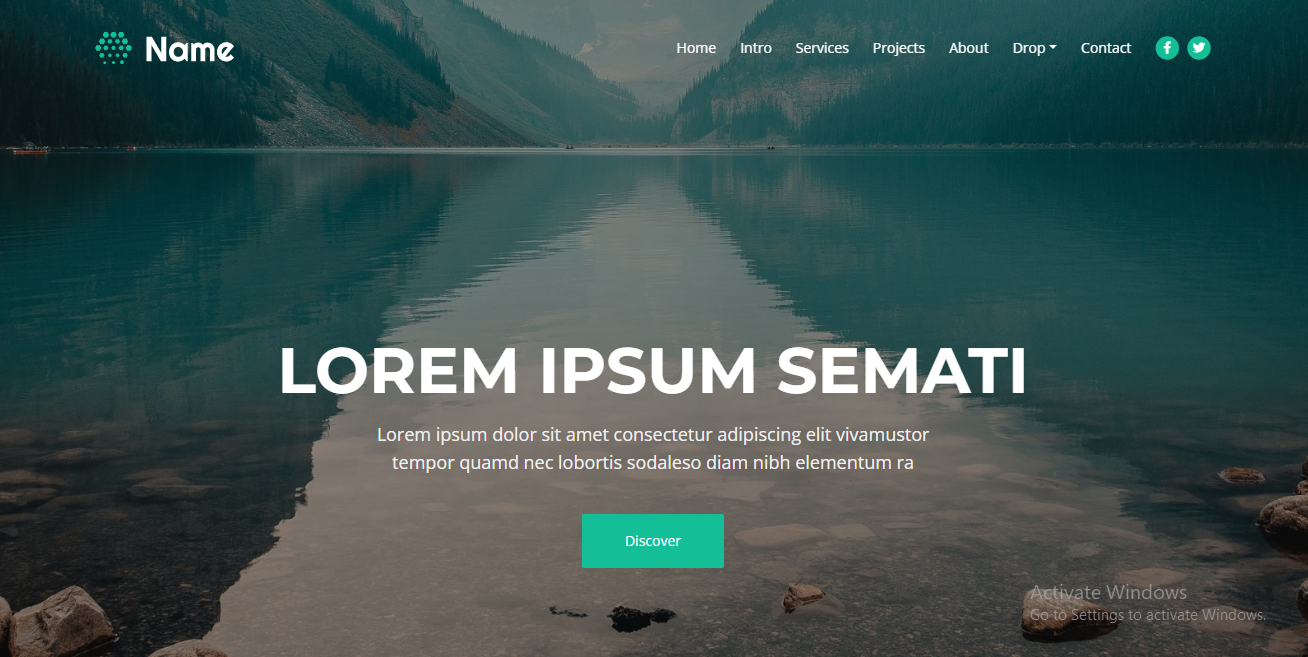 Name
Home Intro Services Projects About Drop Contact
LOREM IPSUM SEMATI
Lorem ipsum dolor sit amet consectetur adipiscing elit vivamustor
tempor quamd nec lobortis sodaleso diam nibh elementum ra
Discover
Activate Windows
Go to Settings to activate Windows.